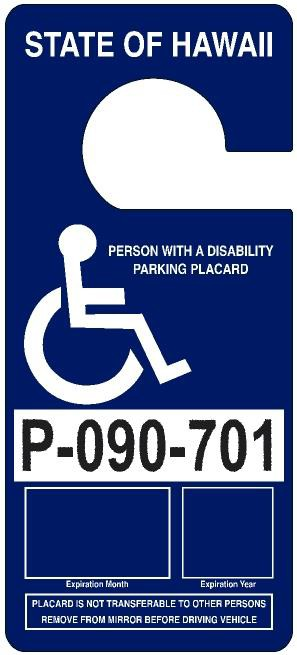 STATE OF HAWAII
PERSON WITH A DISABILITY
PARKING PLACARD
P-090-701
Expiration Month Expiration Year
PLACARD IS NOT TRANSFERABLE TO OTHER PERSONS
REMOVE FROM MIRROR BEFORE DRIVING VEHICLE